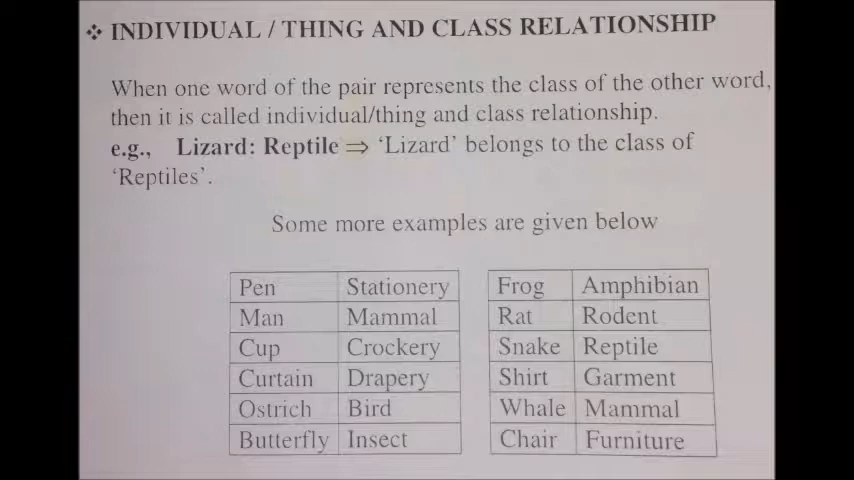 ❖ INDIVIDUAL / THING AND CLASS RELATIONSHIP
When one word of the pair represents the class of the other word,
then it is called individual/thing and class relationship.
e.g., Lizard: Reptile ⇒ ‘Lizard’ belongs to the class of
‘Reptiles’.
Some more examples are given below
Pen Stationery Frog Amphibian
Man Mammal Rat Rodent
Cup Crockery Snake Reptile
Curtain Drapery Shirt Garment
Ostrich Bird Whale Mammal
Butterfly Insect Chair Furniture